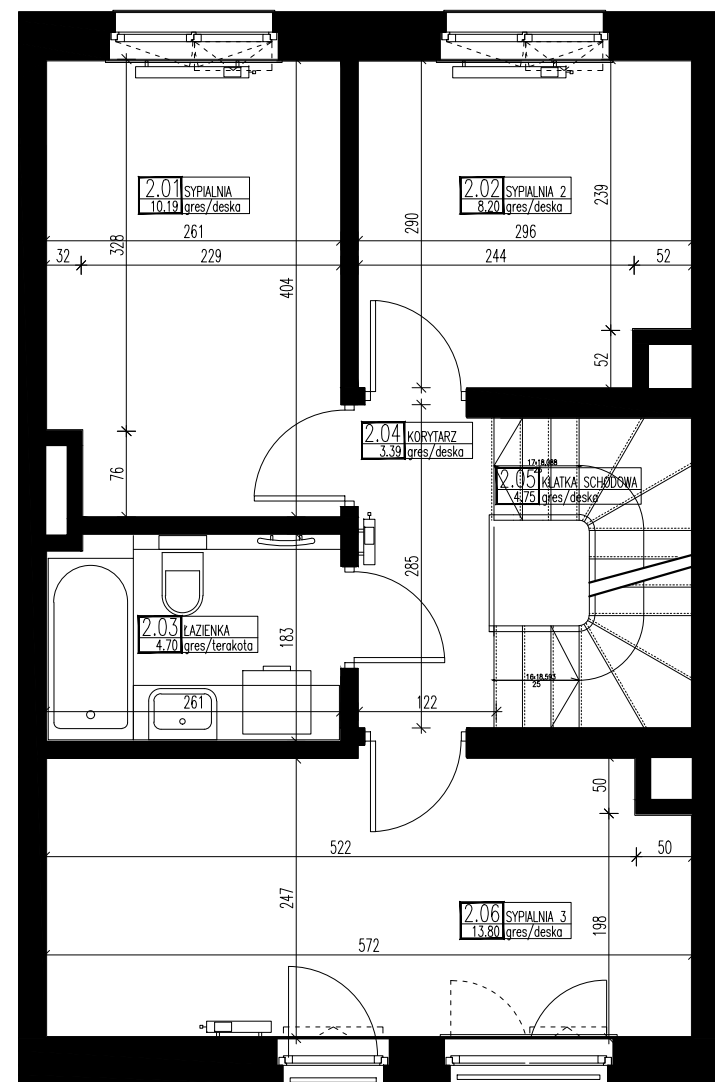 2.01 SYPIALNIA
10.19 gres/deska
2.02 SYPIALNIA 2
8.20 gres/deska
239
290
328
261
296
32
229
244
52
404
52
76
2.04 KORYTARZ
3.39 gres/deska
17x18.088
2.05 KLATKA SCHODOWA
4.75 gres/deska
285
2.03 ŁAZIENKA
4.70 gres/terakota
183
16x18.593
25
261
122
50
522
50
247
2.06 SYPIALNIA 3
13.80 gres/deska
198
572